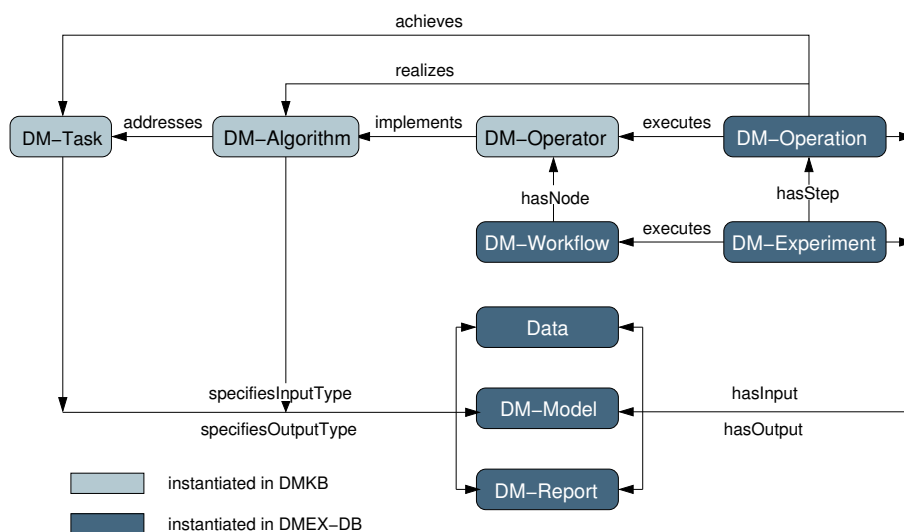 achieves
realizes
DM−Task
addresses
DM−Algorithm
implements
DM−Operator
executes
DM−Operation
hasNode
hasStep
DM−Workflow
executes
DM−Experiment
Data
specifiesInputType
DM−Model
hasInput
specifiesOutputType
hasOutput
DM−Report
instantiated in DMKB
instantiated in DMEX−DB